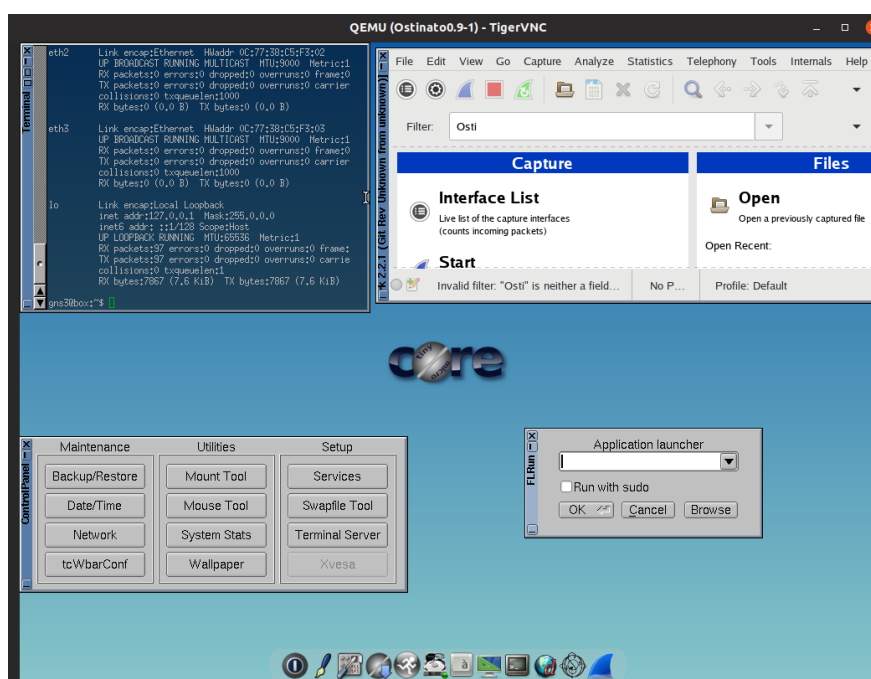 QEMU (Ostinato0.9-1) - TigerVNC
Terminal
eth2 Link encap:Ethernet HWaddr 0C:77:38:C5:F3:02
UP BROADCAST RUNNING MULTICAST MTU:9000 Metric:1
RX packets:0 errors:0 dropped:0 overruns:0 frame:0
TX packets:0 errors:0 dropped:0 overruns:0 carrier
collisions:0 txqueuelen:1000
RX bytes:0 (0.0 B) TX bytes:0 (0.0 B)
eth3 Link encap:Ethernet HWaddr 0C:77:38:C5:F3:03
UP BROADCAST RUNNING MULTICAST MTU:9000 Metric:1
RX packets:0 errors:0 dropped:0 overruns:0 frame:0
TX packets:0 errors:0 dropped:0 overruns:0 carrier
collisions:0 txqueuelen:1000
RX bytes:0 (0.0 B) TX bytes:0 (0.0 B)
lo Link encap:Local Loopback
inet addr:127.0.0.1 Mask:255.0.0.0
inet6 addr: ::1/128 Scope:Host
UP LOOPBACK RUNNING MTU:65536 Metric:1
RX packets:97 errors:0 dropped:0 overruns:0 frame:
TX packets:97 errors:0 dropped:0 overruns:0 carrie
collisions:0 txqueuelen:1
RX bytes:7867 (7.6 KiB) TX bytes:7867 (7.6 KiB)
gns3@box:~$
k 2.2.1 (Git Rev Unknown from unknown)]
File Edit View Go Capture Analyze Statistics Telephony Tools Internals Help
Filter: Osti
Capture
Interface List
Live list of the capture interfaces
(counts incoming packets)
Start
Files
Open
Open a previously captured file
Open Recent:
Invalid filter: "Osti" is neither a field... No P... Profile: Default
core
tiny
micro
ControlPanel
Maintenance Utilities Setup
Backup/Restore Mount Tool Services
Date/Time Mouse Tool Swapfile Tool
Network System Stats Terminal Server
tcWbarConf Wallpaper Xvesa
FLRun
Application launcher
Run with sudo
OK Cancel Browse
à